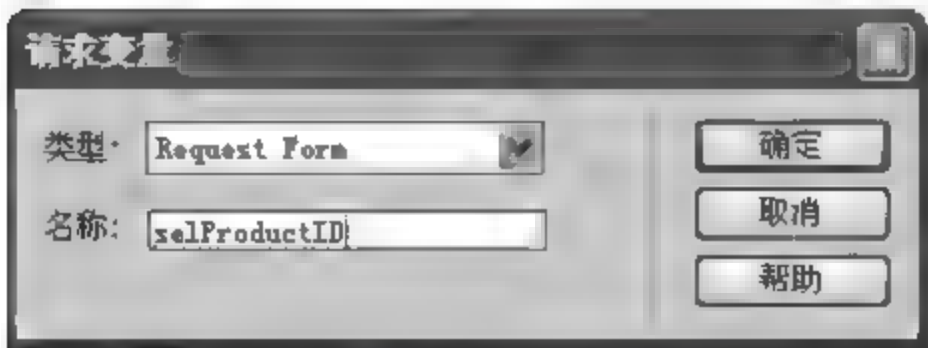 请求变量
类型: Request Form
确定
名称: selProductID
取消
帮助